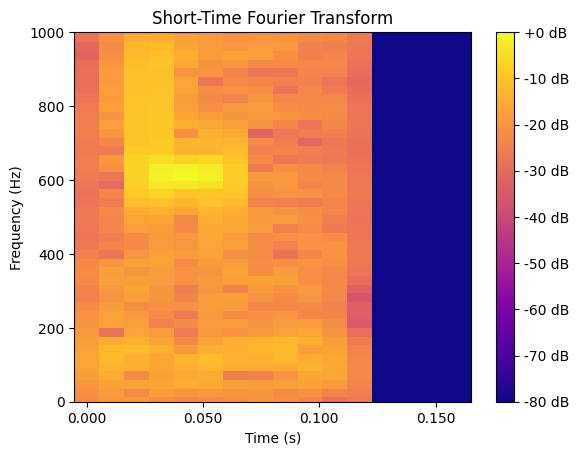 Short-Time Fourier Transform
Frequency (Hz)
1000
800
600
400
200
0
0.000
0.050
0.100
0.150
Time (s)
+0 dB
-10 dB
-20 dB
-30 dB
-40 dB
-50 dB
-60 dB
-70 dB
-80 dB